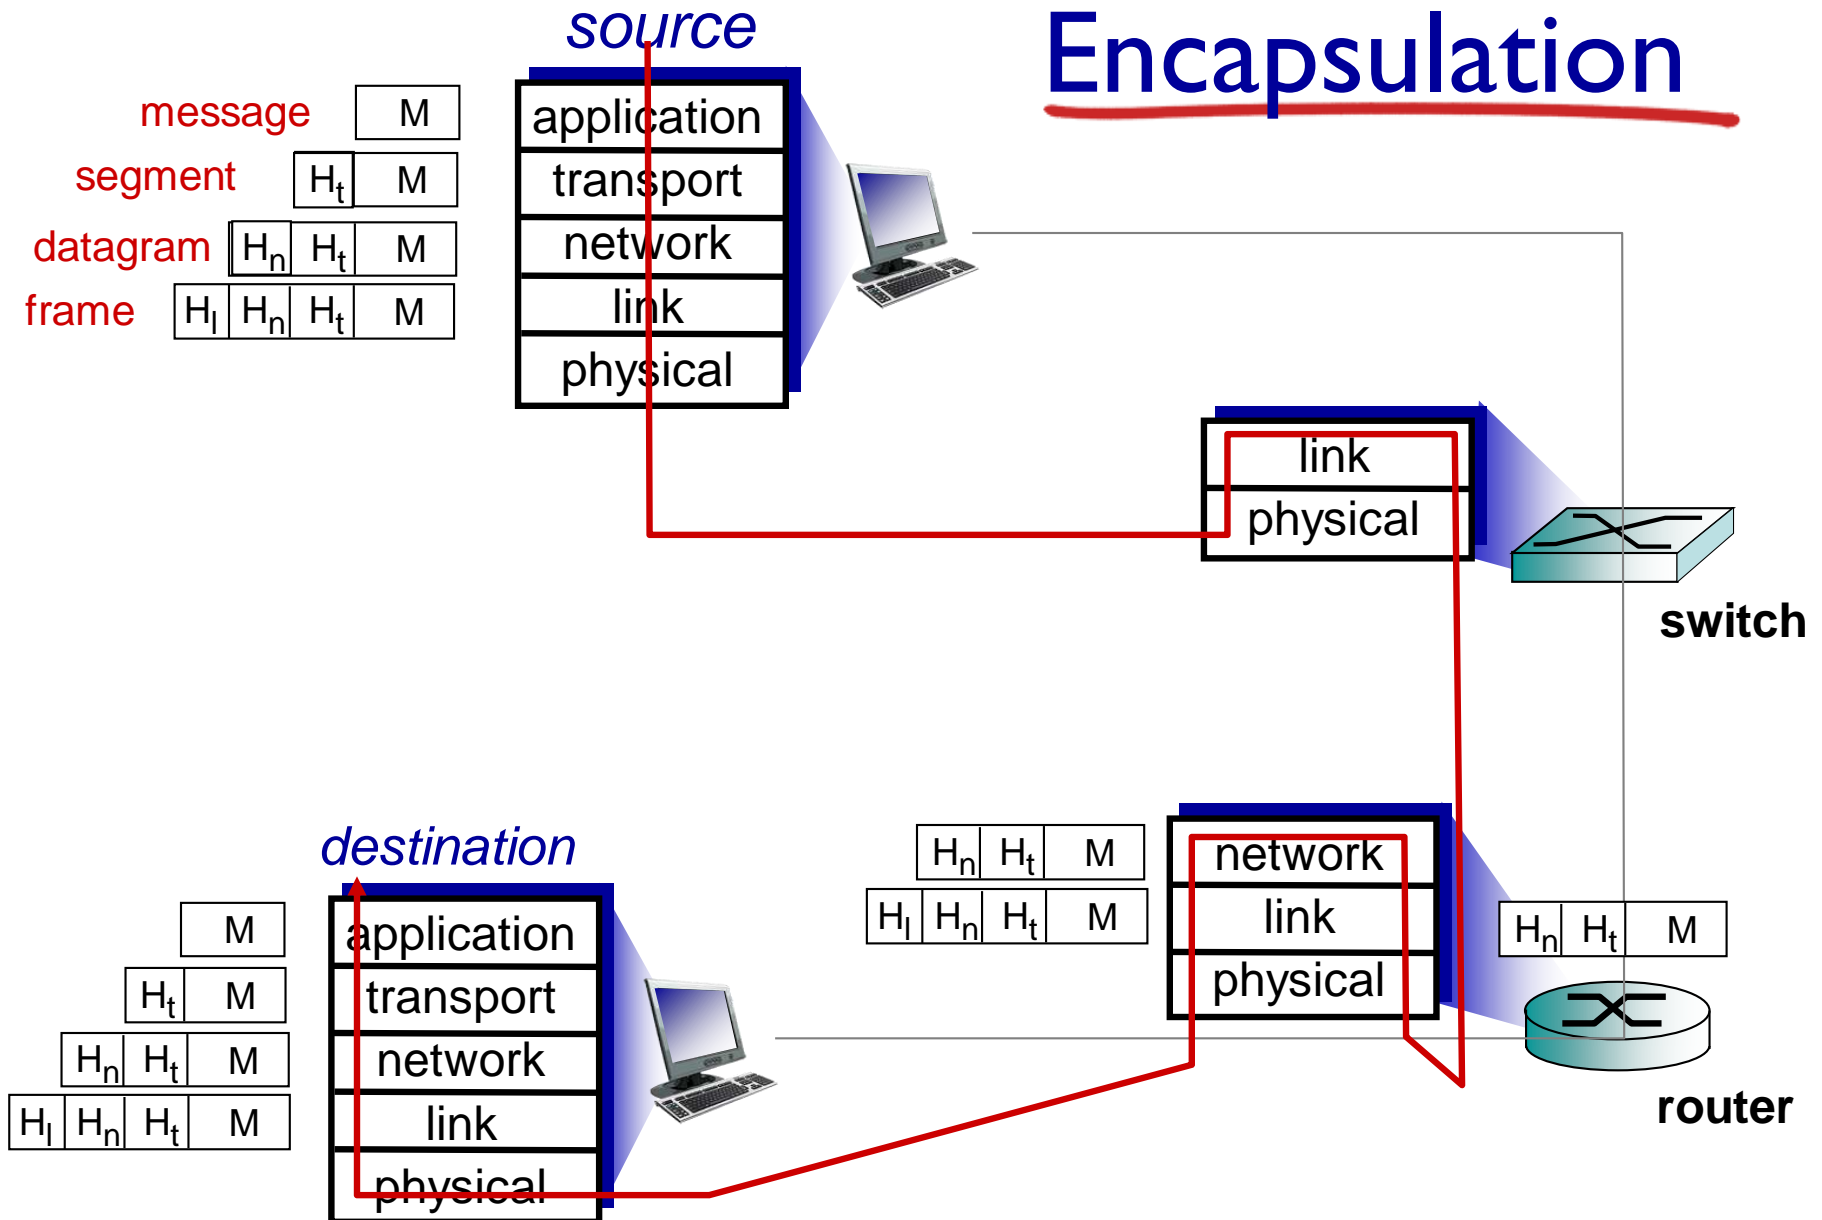 source
Encapsulation
message M
segment Ht M
datagram Hn Ht M
frame Hl Hn Ht M
application
transport
network
link
physical
link
physical
switch
destination
M
Ht M
Hn Ht M
Hl Hn Ht M
application
transport
network
link
physical
Hn Ht M
Hl Hn Ht M
network
link
physical
Hn Ht M
router